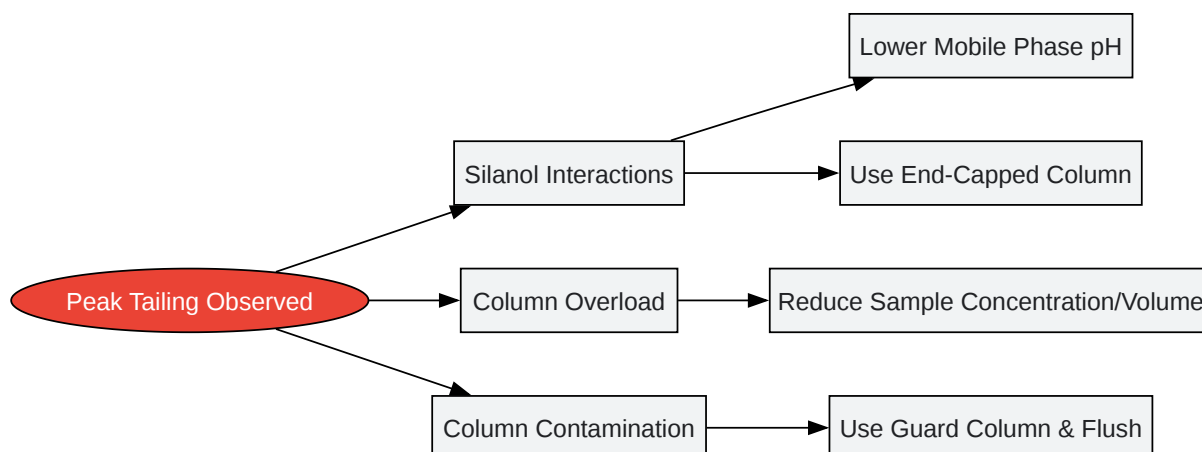 Lower Mobile Phase pH
Silanol Interactions
Use End-Capped Column
Peak Tailing Observed
Column Overload
Reduce Sample Concentration/Volume
Column Contamination
Use Guard Column & Flush